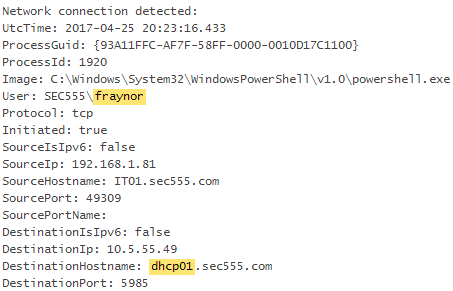 Network connection detected:
UtcTime: 2017-04-25 20:23:16.433
ProcessGuid: {93A11FFC-AF7F-58FF-0000-0010D17C1100}
ProcessId: 1920
Image: C:\Windows\System32\WindowsPowerShell\v1.0\powershell.exe
User: SEC555\fraynor
Protocol: tcp
Initiated: true
SourceIsIpv6: false
SourceIp: 192.168.1.81
SourceHostname: IT01.sec555.com
SourcePort: 49309
SourcePortName:
DestinationIsIpv6: false
DestinationIp: 10.5.55.49
DestinationHostname: dhcp01.sec555.com
DestinationPort: 5985